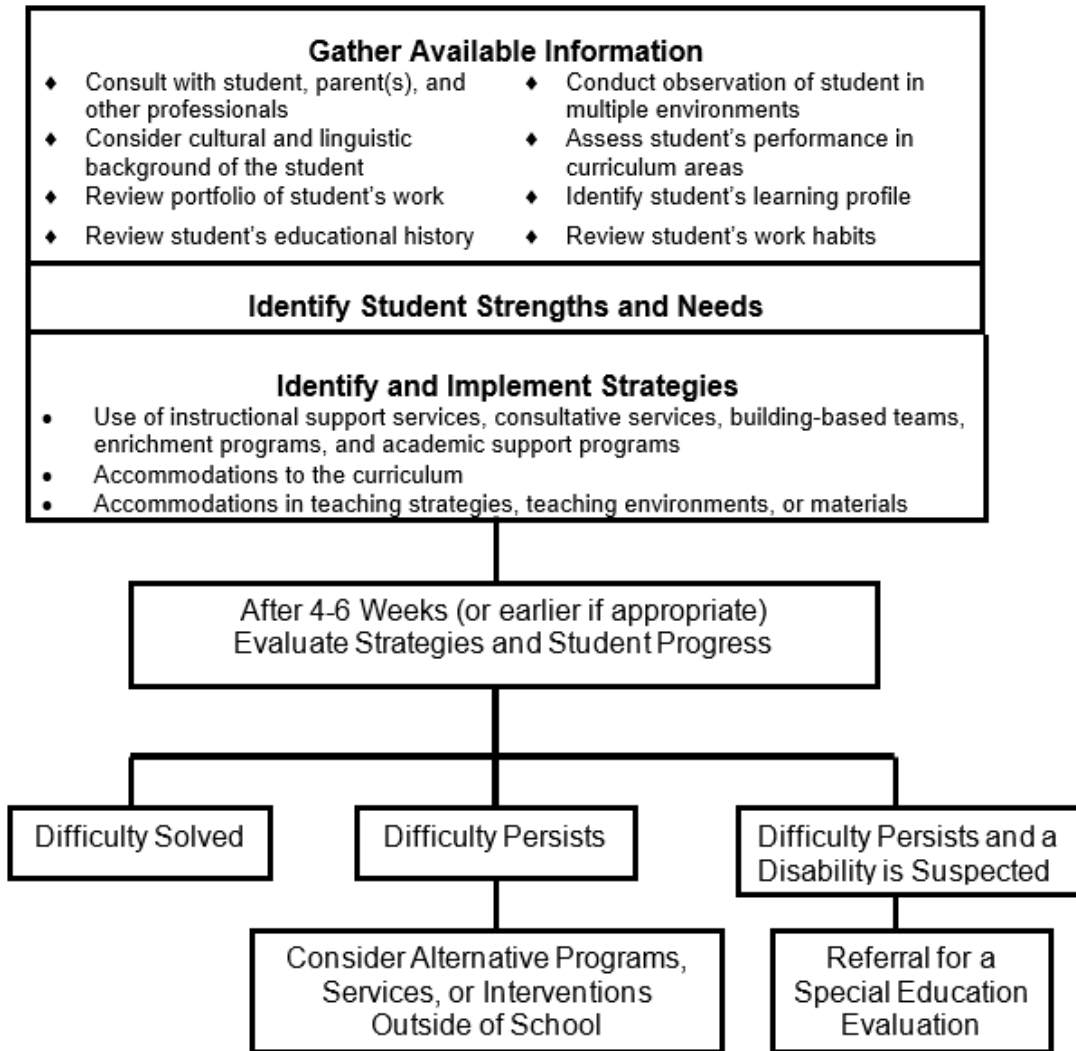 Gather Available Information
♦ Consult with student, parent(s), and
other professionals
♦ Consider cultural and linguistic
background of the student
♦ Review portfolio of student's work
♦ Review student's educational history
♦ Conduct observation of student in
multiple environments
♦ Assess student's performance in
curriculum areas
♦ Identify student's learning profile
♦ Review student's work habits
Identify Student Strengths and Needs
Identify and Implement Strategies
• Use of instructional support services, consultative services, building-based teams,
enrichment programs, and academic support programs
• Accommodations to the curriculum
• Accommodations in teaching strategies, teaching environments, or materials
After 4-6 Weeks (or earlier if appropriate)
Evaluate Strategies and Student Progress
Difficulty Solved
Difficulty Persists
Difficulty Persists and a
Disability is Suspected
Consider Alternative Programs,
Services, or Interventions
Outside of School
Referral for a
Special Education
Evaluation